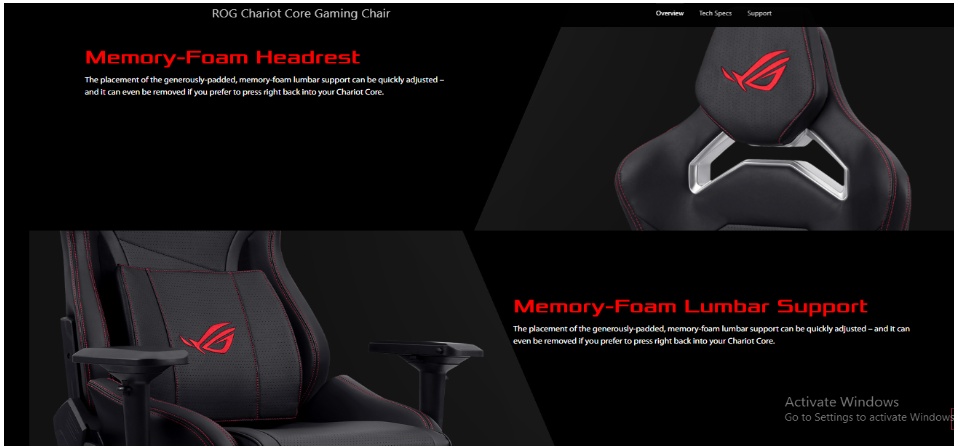 ROG Chariot Core Gaming Chair
Overview Tech Specs Support
Memory-Foam Headrest
The placement of the generously-padded, memory-foam lumbar support can be quickly adjusted –
and it can even be removed if you prefer to press right back into your Chariot Core.
Memory-Foam Lumbar Support
The placement of the generously-padded, memory-foam lumbar support can be quickly adjusted – and it can
even be removed if you prefer to press right back into your Chariot Core.
Activate Windows
Go to Settings to activate Windows